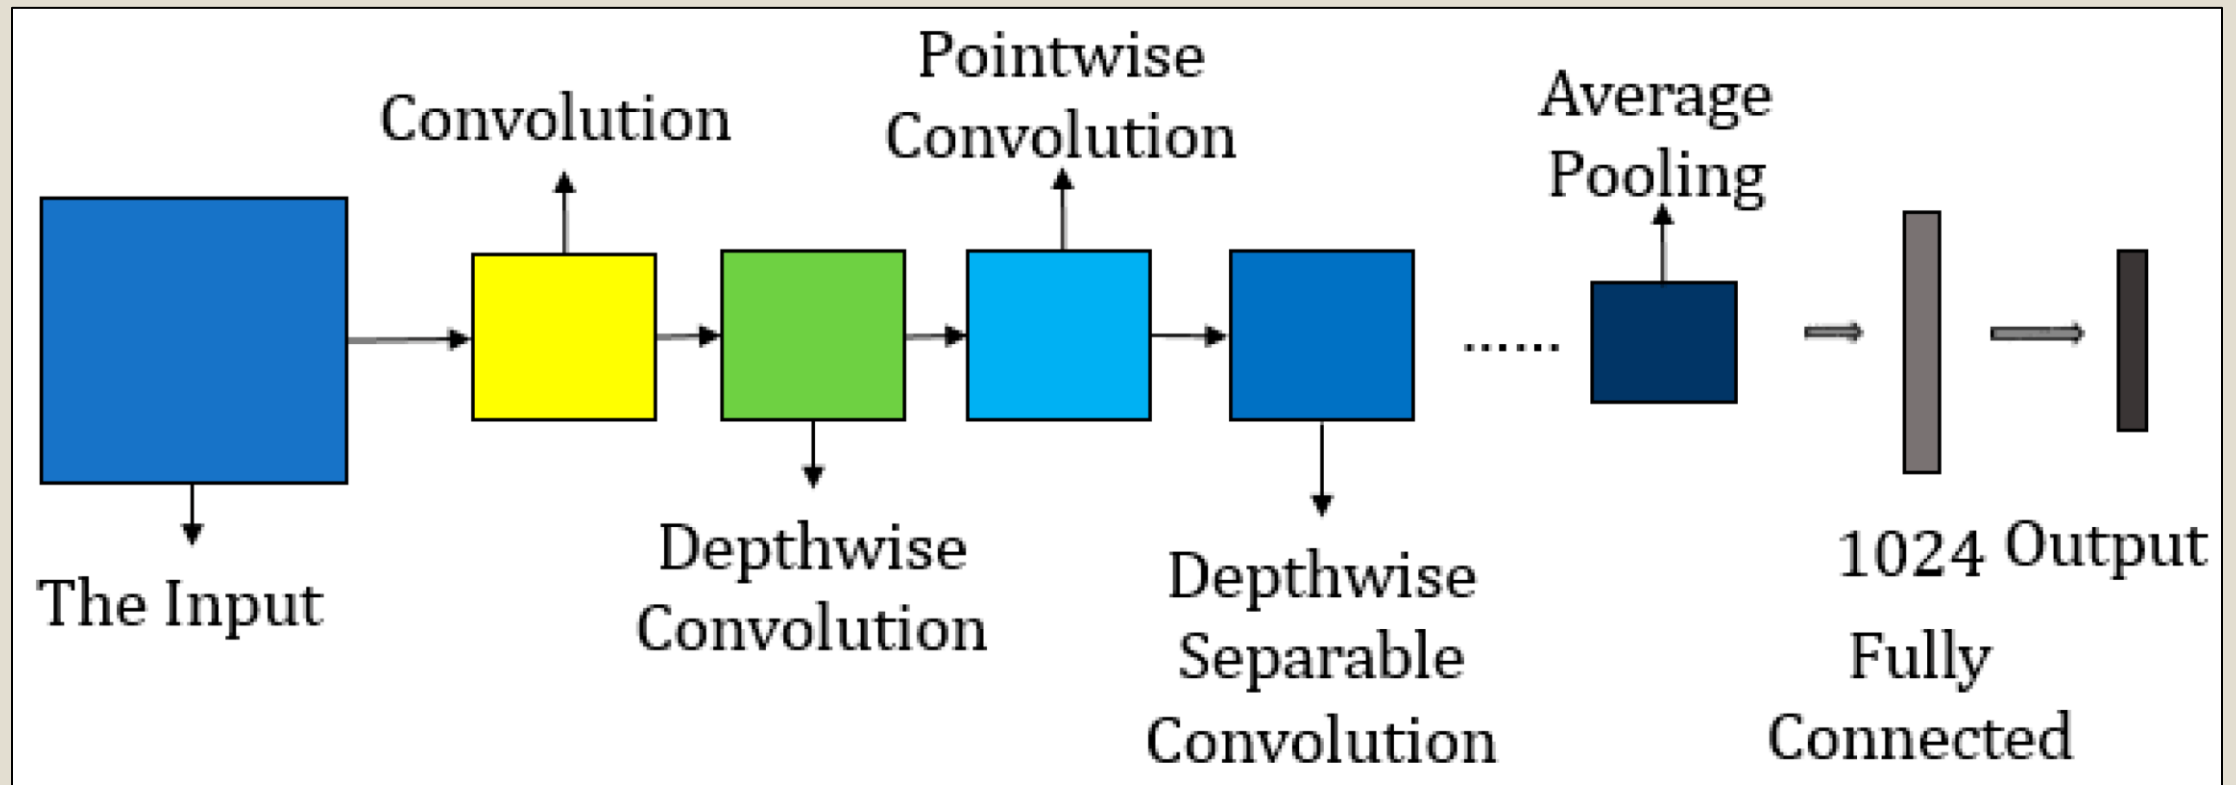 The Input
Convolution
Depthwise
Convolution
Pointwise
Convolution
Depthwise
Separable
Convolution
......
Average
Pooling
1024
Fully
Connected
Output